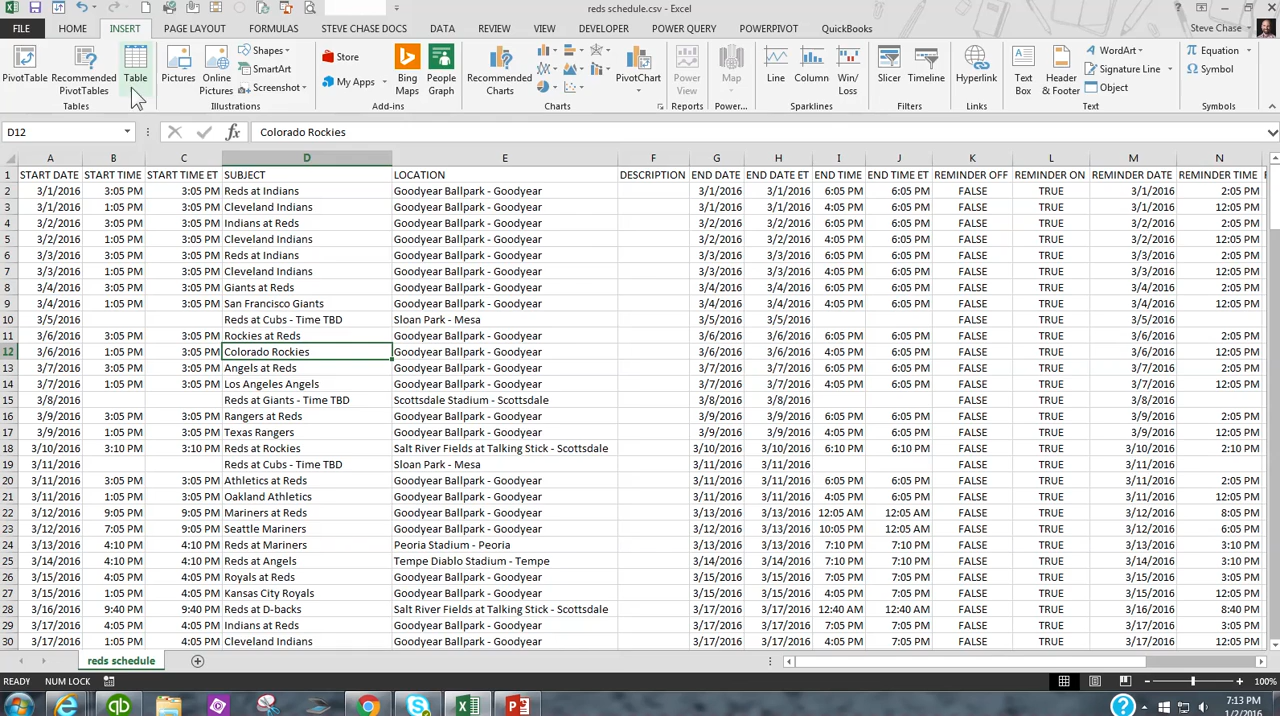 reds schedule.csv - Excel
FILE HOME INSERT PAGE LAYOUT FORMULAS STEVE CHASE DOCS DATA REVIEW VIEW DEVELOPER POWER QUERY POWERPIVOT QuickBooks Steve Chase
PivotTable Recommended PivotTables Table Pictures Online Pictures Shapes SmartArt Screenshot Store My Apps Bing Maps People Graph Recommended Charts PivotChart Power View Map Line Column Win/Loss Slicer Timeline Hyperlink Text Box Header & Footer WordArt Signature Line Object Equation Symbol
Tables Illustrations Add-ins Charts Reports Power... Sparklines Filters Links Text Symbols
D12 fx Colorado Rockies
A B C D E F G H I J K L M N
1 START DATE START TIME START TIME ET SUBJECT LOCATION DESCRIPTION END DATE END DATE ET END TIME END TIME ET REMINDER OFF REMINDER ON REMINDER DATE REMINDER TIME
2 3/1/2016 3:05 PM 3:05 PM Reds at Indians Goodyear Ballpark - Goodyear 3/1/2016 3/1/2016 6:05 PM 6:05 PM FALSE TRUE 3/1/2016 2:05 PM
3 3/1/2016 1:05 PM 3:05 PM Cleveland Indians Goodyear Ballpark - Goodyear 3/1/2016 3/1/2016 4:05 PM 6:05 PM FALSE TRUE 3/1/2016 12:05 PM
4 3/2/2016 3:05 PM 3:05 PM Indians at Reds Goodyear Ballpark - Goodyear 3/2/2016 3/2/2016 6:05 PM 6:05 PM FALSE TRUE 3/2/2016 2:05 PM
5 3/2/2016 1:05 PM 3:05 PM Cleveland Indians Goodyear Ballpark - Goodyear 3/2/2016 3/2/2016 4:05 PM 6:05 PM FALSE TRUE 3/2/2016 12:05 PM
6 3/3/2016 3:05 PM 3:05 PM Reds at Indians Goodyear Ballpark - Goodyear 3/3/2016 3/3/2016 6:05 PM 6:05 PM FALSE TRUE 3/3/2016 2:05 PM
7 3/3/2016 1:05 PM 3:05 PM Cleveland Indians Goodyear Ballpark - Goodyear 3/3/2016 3/3/2016 4:05 PM 6:05 PM FALSE TRUE 3/3/2016 12:05 PM
8 3/4/2016 3:05 PM 3:05 PM Giants at Reds Goodyear Ballpark - Goodyear 3/4/2016 3/4/2016 6:05 PM 6:05 PM FALSE TRUE 3/4/2016 2:05 PM
9 3/4/2016 1:05 PM 3:05 PM San Francisco Giants Goodyear Ballpark - Goodyear 3/4/2016 3/4/2016 4:05 PM 6:05 PM FALSE TRUE 3/4/2016 12:05 PM
10 3/5/2016 Reds at Cubs - Time TBD Sloan Park - Mesa 3/5/2016 3/5/2016 FALSE TRUE 3/5/2016
11 3/6/2016 3:05 PM 3:05 PM Rockies at Reds Goodyear Ballpark - Goodyear 3/6/2016 3/6/2016 6:05 PM 6:05 PM FALSE TRUE 3/6/2016 2:05 PM
12 3/6/2016 1:05 PM 3:05 PM Colorado Rockies Goodyear Ballpark - Goodyear 3/6/2016 3/6/2016 4:05 PM 6:05 PM FALSE TRUE 3/6/2016 12:05 PM
13 3/7/2016 3:05 PM 3:05 PM Angels at Reds Goodyear Ballpark - Goodyear 3/7/2016 3/7/2016 6:05 PM 6:05 PM FALSE TRUE 3/7/2016 2:05 PM
14 3/7/2016 1:05 PM 3:05 PM Los Angeles Angels Goodyear Ballpark - Goodyear 3/7/2016 3/7/2016 4:05 PM 6:05 PM FALSE TRUE 3/7/2016 12:05 PM
15 3/8/2016 Reds at Giants - Time TBD Scottsdale Stadium - Scottsdale 3/8/2016 3/8/2016 FALSE TRUE 3/8/2016
16 3/9/2016 3:05 PM 3:05 PM Rangers at Reds Goodyear Ballpark - Goodyear 3/9/2016 3/9/2016 6:05 PM 6:05 PM FALSE TRUE 3/9/2016 2:05 PM
17 3/9/2016 1:05 PM 3:05 PM Texas Rangers Goodyear Ballpark - Goodyear 3/9/2016 3/9/2016 4:05 PM 6:05 PM FALSE TRUE 3/9/2016 12:05 PM
18 3/10/2016 3:10 PM 3:10 PM Reds at Rockies Salt River Fields at Talking Stick - Scottsdale 3/10/2016 3/10/2016 6:10 PM 6:10 PM FALSE TRUE 3/10/2016 2:10 PM
19 3/11/2016 Reds at Cubs - Time TBD Sloan Park - Mesa 3/11/2016 3/11/2016 FALSE TRUE 3/11/2016
20 3/11/2016 3:05 PM 3:05 PM Athletics at Reds Goodyear Ballpark - Goodyear 3/11/2016 3/11/2016 6:05 PM 6:05 PM FALSE TRUE 3/11/2016 2:05 PM
21 3/11/2016 1:05 PM 3:05 PM Oakland Athletics Goodyear Ballpark - Goodyear 3/11/2016 3/11/2016 4:05 PM 6:05 PM FALSE TRUE 3/11/2016 12:05 PM
22 3/12/2016 9:05 PM 9:05 PM Mariners at Reds Goodyear Ballpark - Goodyear 3/13/2016 3/13/2016 12:05 AM 12:05 AM FALSE TRUE 3/12/2016 8:05 PM
23 3/12/2016 7:05 PM 9:05 PM Seattle Mariners Goodyear Ballpark - Goodyear 3/12/2016 3/13/2016 10:05 PM 12:05 AM FALSE TRUE 3/12/2016 6:05 PM
24 3/13/2016 4:10 PM 4:10 PM Reds at Mariners Peoria Stadium - Peoria 3/13/2016 3/13/2016 7:10 PM 7:10 PM FALSE TRUE 3/13/2016 3:10 PM
25 3/14/2016 4:10 PM 4:10 PM Reds at Angels Tempe Diablo Stadium - Tempe 3/14/2016 3/14/2016 7:10 PM 7:10 PM FALSE TRUE 3/14/2016 3:10 PM
26 3/15/2016 4:05 PM 4:05 PM Royals at Reds Goodyear Ballpark - Goodyear 3/15/2016 3/15/2016 7:05 PM 7:05 PM FALSE TRUE 3/15/2016 3:05 PM
27 3/15/2016 1:05 PM 4:05 PM Kansas City Royals Goodyear Ballpark - Goodyear 3/15/2016 3/15/2016 4:05 PM 7:05 PM FALSE TRUE 3/15/2016 12:05 PM
28 3/16/2016 9:40 PM 9:40 PM Reds at D-backs Salt River Fields at Talking Stick - Scottsdale 3/17/2016 3/17/2016 12:40 AM 12:40 AM FALSE TRUE 3/16/2016 8:40 PM
29 3/17/2016 4:05 PM 4:05 PM Indians at Reds Goodyear Ballpark - Goodyear 3/17/2016 3/17/2016 7:05 PM 7:05 PM FALSE TRUE 3/17/2016 3:05 PM
30 3/17/2016 1:05 PM 4:05 PM Cleveland Indians Goodyear Ballpark - Goodyear 3/17/2016 3/17/2016 4:05 PM 7:05 PM FALSE TRUE 3/17/2016 12:05 PM
reds schedule
READY NUM LOCK 100%
7:13 PM
1/2/2016